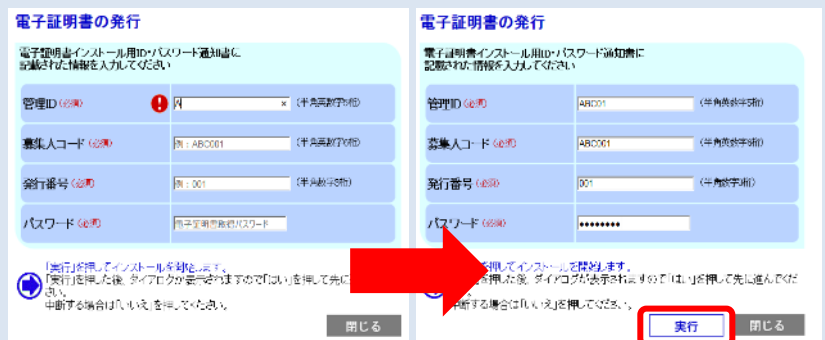 電子証明書の発行
電子証明書インストール用ID・パスワード通知書に
記載された情報を入力してください
管理ID (必須)
A
×
(半角英数字5桁)
募集人コード (必須)
例：ABC001
(半角英数字6桁)
発行番号 (必須)
例：001
(半角数字3桁)
パスワード (必須)
電子証明書取得パスワード
「実行」を押してインストールを開始します。
「実行」を押した後、ダイアログが表示されますので「はい」を押して先に
さい。
中断する場合は「いいえ」を押してください。
閉じる
電子証明書の発行
電子証明書インストール用ID・パスワード通知書に
記載された情報を入力してください
管理ID (必須)
ABC01
(半角英数字5桁)
募集人コード (必須)
ABC001
(半角英数字6桁)
発行番号 (必須)
001
(半角数字3桁)
パスワード (必須)
••••••••
押してインストールを開始します。
を押した後、ダイアログが表示されますので「はい」を押して先に進んでくだ
中断する場合は「いいえ」を押してください。
実行
閉じる